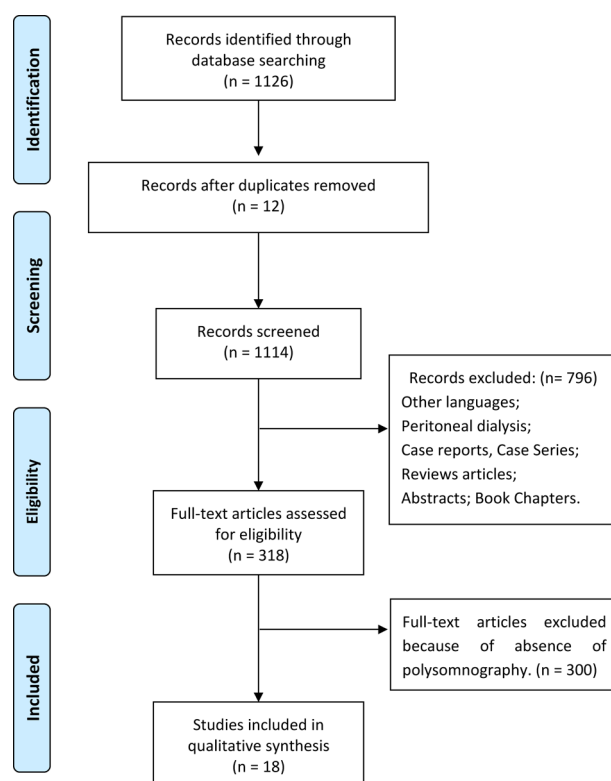 Identification
Records identified through
database searching
(n = 1126)
Records after duplicates removed
(n = 12)
Screening
Records screened
(n = 1114)
Records excluded: (n= 796)
Other languages;
Peritoneal dialysis;
Case reports, Case Series;
Reviews articles;
Abstracts; Book Chapters.
Eligibility
Full-text articles assessed
for eligibility
(n = 318)
Full-text articles excluded
because of absence of
polysomnography. (n = 300)
Included
Studies included in
qualitative synthesis
(n = 18)